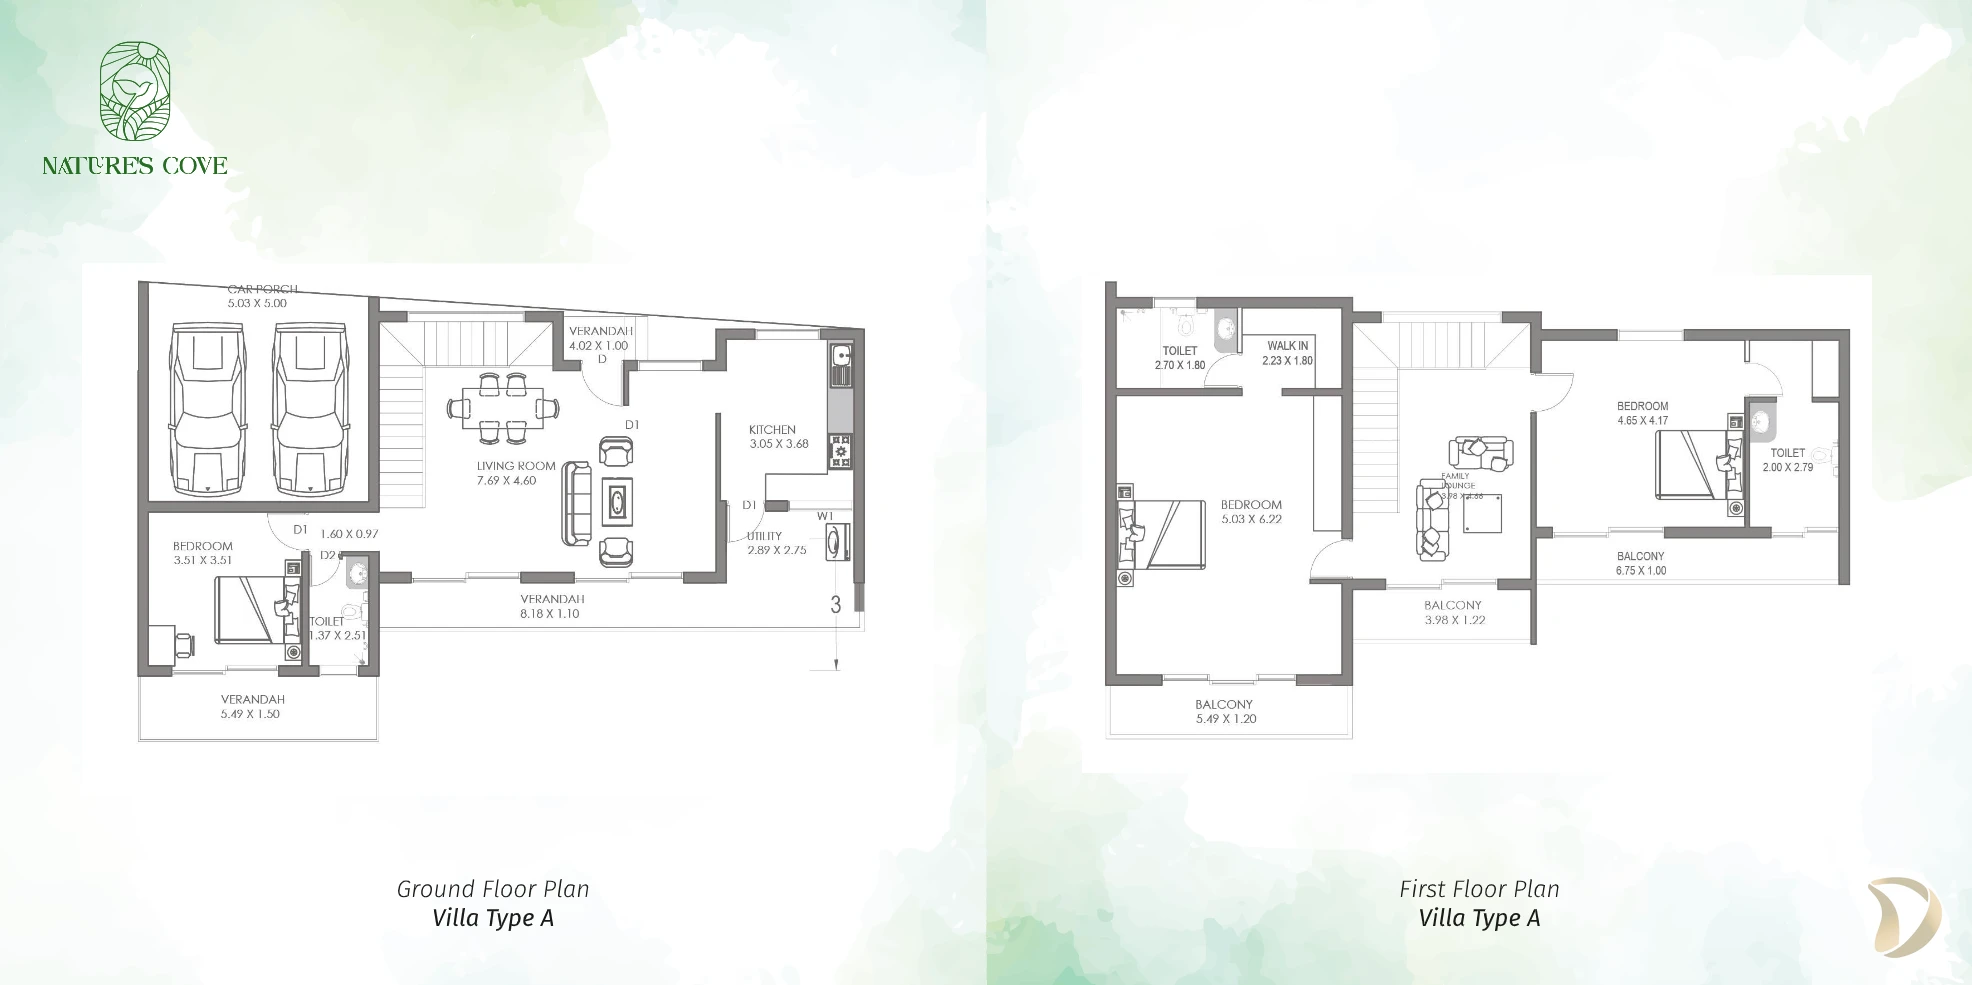 NATURE'S COVE
CAR PORCH
5.03 X 5.00
VERANDAH
4.02 X 1.00
D
D1
KITCHEN
3.05 X 3.68
LIVING ROOM
7.69 X 4.60
D1
W1
UTILITY
2.89 X 2.75
D1
1.60 X 0.97
BEDROOM
3.51 X 3.51
D2
TOILET
1.37 X 2.51
VERANDAH
8.18 X 1.10
3
VERANDAH
5.49 X 1.50
Ground Floor Plan
Villa Type A
TOILET
2.70 X 1.80
WALK IN
2.23 X 1.80
BEDROOM
4.65 X 4.17
TOILET
2.00 X 2.79
FAMILY
LOUNGE
3.98 X 4.66
BEDROOM
5.03 X 6.22
BALCONY
6.75 X 1.00
BALCONY
3.98 X 1.22
BALCONY
5.49 X 1.20
First Floor Plan
Villa Type A